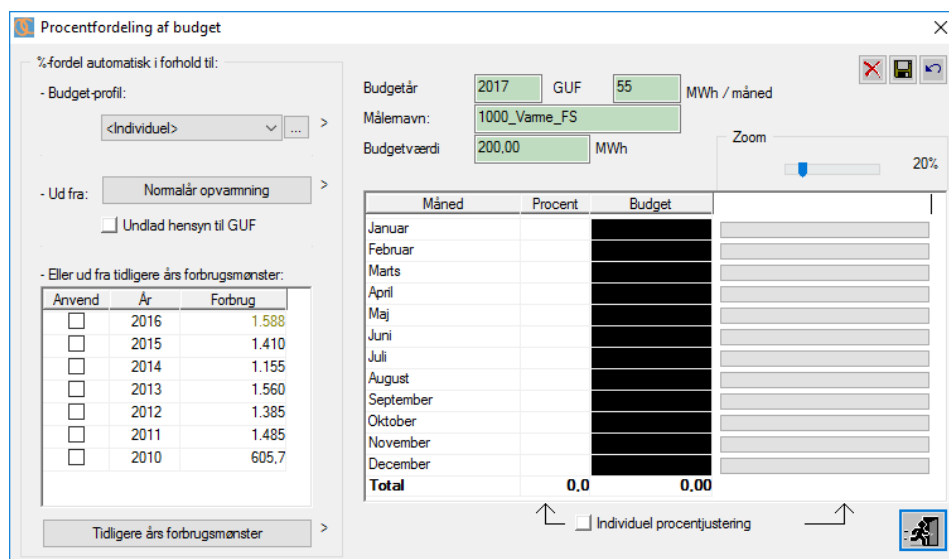 Procentfordeling af budget
%-fordel automatisk i forhold til:
- Budget-profil:
<Individuel> ... >
- Ud fra: Normalår opvarmning >
Undlad hensyn til GUF
- Eller ud fra tidligere års forbrugsmønster:
Anvend År Forbrug
2016 1.588
2015 1.410
2014 1.155
2013 1.560
2012 1.385
2011 1.485
2010 605,7
Tidligere års forbrugsmønster >
Budgetår 2017 GUF 55 MWh / måned
Målenavn: 1000_Varme_FS
Budgetværdi 200,00 MWh
Zoom
20%
Måned Procent Budget
Januar
Februar
Marts
April
Maj
Juni
Juli
August
September
Oktober
November
December
Total 0,0 0,00
Individuel procentjustering